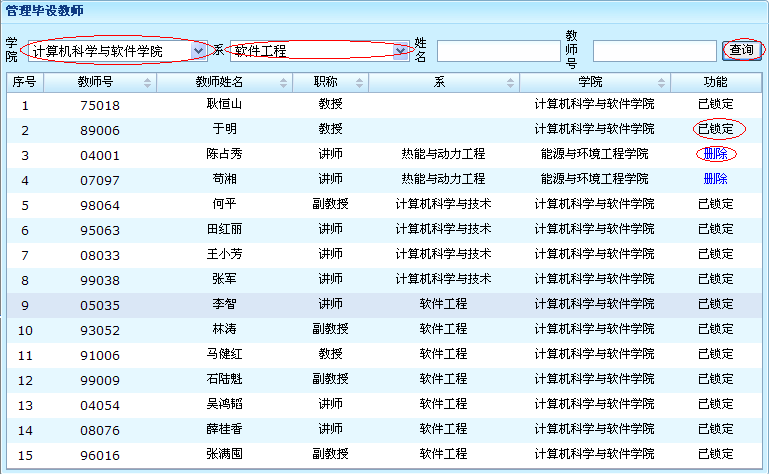 管理毕设教师
学院 计算机科学与软件学院 系 软件工程 姓名 教师号 查询
序号 教师号 教师姓名 职称 系 学院 功能
1 75018 耿恒山 教授 计算机科学与软件学院 已锁定
2 89006 于明 教授 计算机科学与软件学院 已锁定
3 04001 陈占秀 讲师 热能与动力工程 能源与环境工程学院 删除
4 07097 苟湘 讲师 热能与动力工程 能源与环境工程学院 删除
5 98064 何平 副教授 计算机科学与技术 计算机科学与软件学院 已锁定
6 95063 田红丽 讲师 计算机科学与技术 计算机科学与软件学院 已锁定
7 08033 王小芳 讲师 计算机科学与技术 计算机科学与软件学院 已锁定
8 99038 张军 讲师 计算机科学与技术 计算机科学与软件学院 已锁定
9 05035 李智 讲师 软件工程 计算机科学与软件学院 已锁定
10 93052 林涛 副教授 软件工程 计算机科学与软件学院 已锁定
11 91006 马健红 教授 软件工程 计算机科学与软件学院 已锁定
12 99009 石陆魁 副教授 软件工程 计算机科学与软件学院 已锁定
13 04054 吴鸿韬 讲师 软件工程 计算机科学与软件学院 已锁定
14 08076 薛桂香 讲师 软件工程 计算机科学与软件学院 已锁定
15 96016 张满囤 副教授 软件工程 计算机科学与软件学院 已锁定